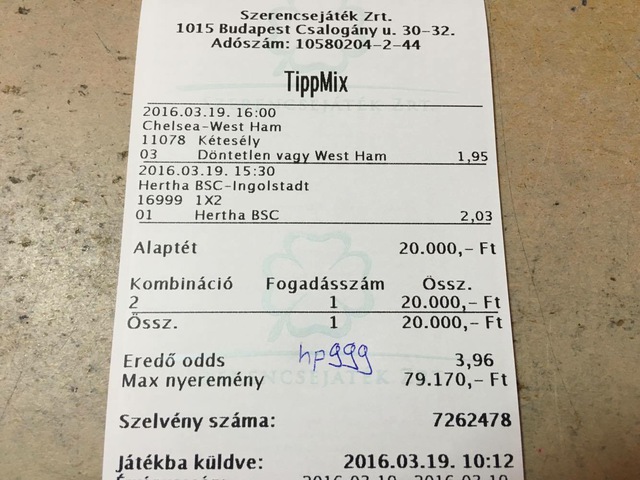 Szerencsejáték Zrt.
1015 Budapest Csalogány u. 30-32.
Adószám: 10580204-2-44
TippMix
2016.03.19. 16:00
Chelsea-West Ham
11078 Kétesély
03 Döntetlen vagy West Ham 1,95
2016.03.19. 15:30
Hertha BSC-Ingolstadt
16999 1X2
01 Hertha BSC 2,03
Alaptét 20.000,- Ft
Kombináció Fogadásszám Össz.
2 1 20.000,- Ft
Össz. 1 20.000,- Ft
hpggg
Eredő odds 3,96
Max nyeremény 79.170,- Ft
Szelvény száma: 7262478
Játékba küldve: 2016.03.19. 10:12